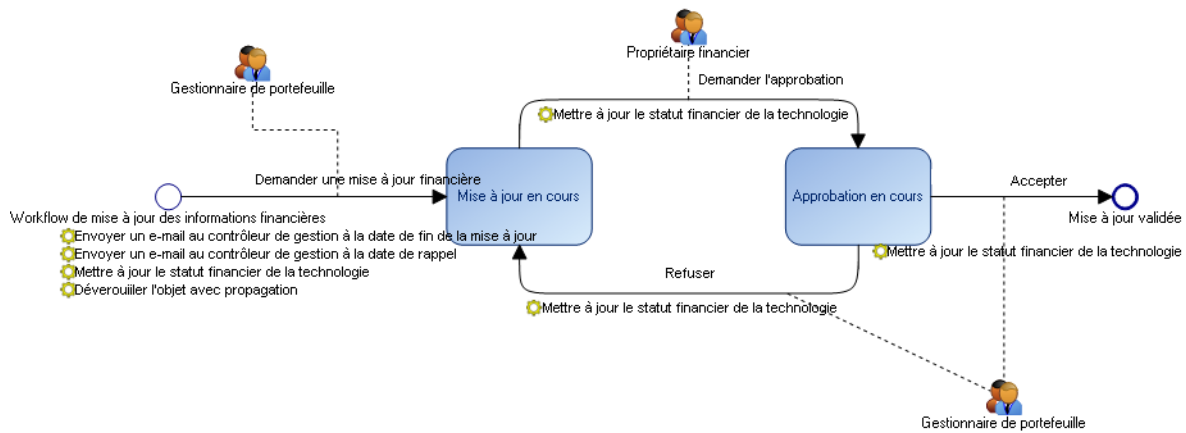 Propriétaire financier
Demander l'approbation
Gestionnaire de portefeuille
Mettre à jour le statut financier de la technologie
Demander une mise à jour financière
Mise à jour en cours
Approbation en cours
Accepter
Workflow de mise à jour des informations financières
Mise à jour validée
Envoyer un e-mail au contrôleur de gestion à la date de fin de la mise à jour
Envoyer un e-mail au contrôleur de gestion à la date de rappel
Mettre à jour le statut financier de la technologie
Mettre à jour le statut financier de la technologie
Refuser
Déverouiiler l'objet avec propagation
Mettre à jour le statut financier de la technologie
Gestionnaire de portefeuille